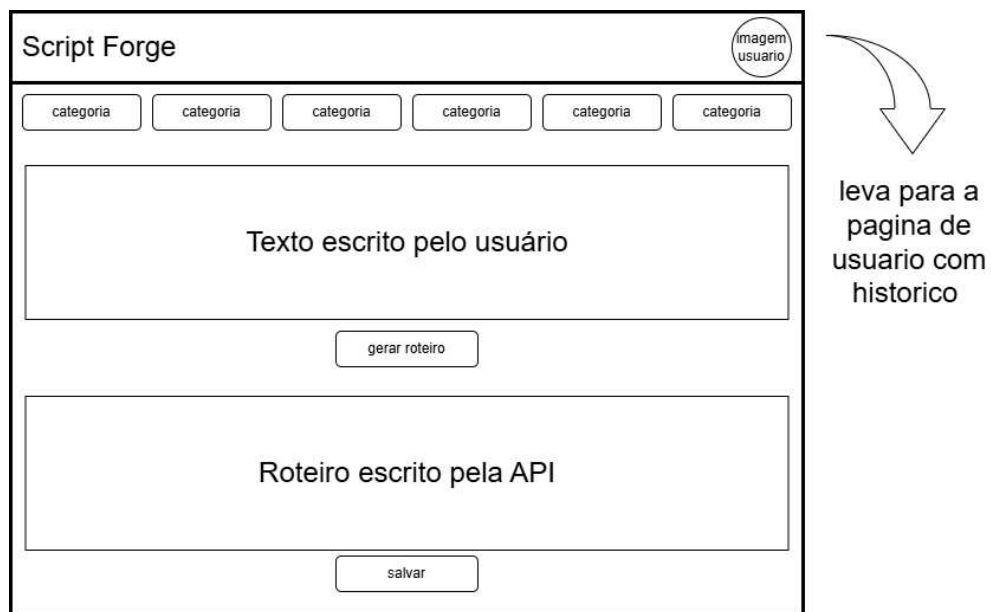 Script Forge
imagem
usuario
categoria
categoria
categoria
categoria
categoria
categoria
Texto escrito pelo usuário
gerar roteiro
Roteiro escrito pela API
salvar
leva para a
pagina de
usuario com
historico